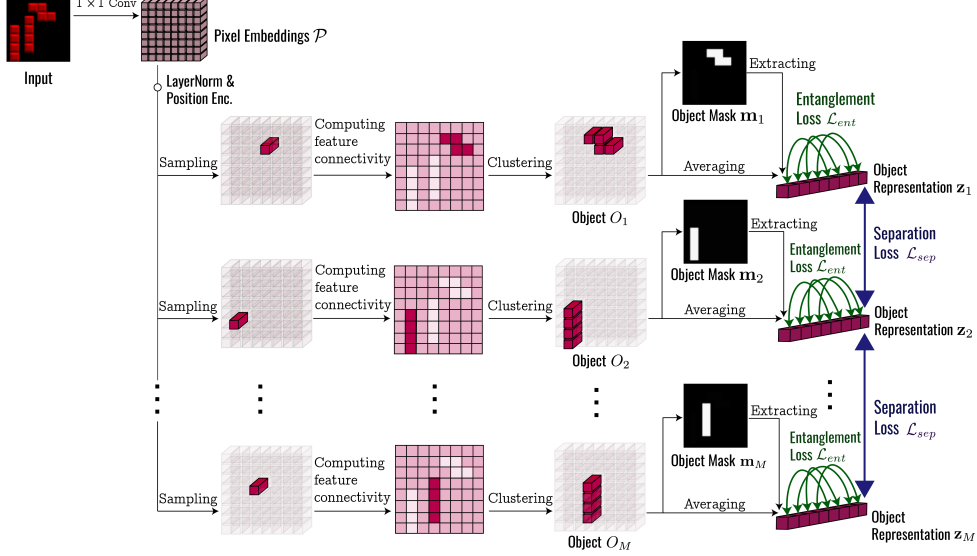 1 × 1 Conv
Input
Pixel Embeddings 𝒫
LayerNorm &
Position Enc.
Sampling
Computing
feature
connectivity
Clustering
Object O₁
Object Mask m₁
Extracting
Averaging
Entanglement
Loss ℒₑₙₜ
Object
Representation z₁
Separation
Loss ℒₛₑₚ
Sampling
Computing
feature
connectivity
Clustering
Object O₂
Object Mask m₂
Extracting
Averaging
Entanglement
Loss ℒₑₙₜ
Object
Representation z₂
Separation
Loss ℒₛₑₚ
Sampling
Computing
feature
connectivity
Clustering
Object O_M
Object Mask m_M
Extracting
Averaging
Entanglement
Loss ℒₑₙₜ
Object
Representation z_M